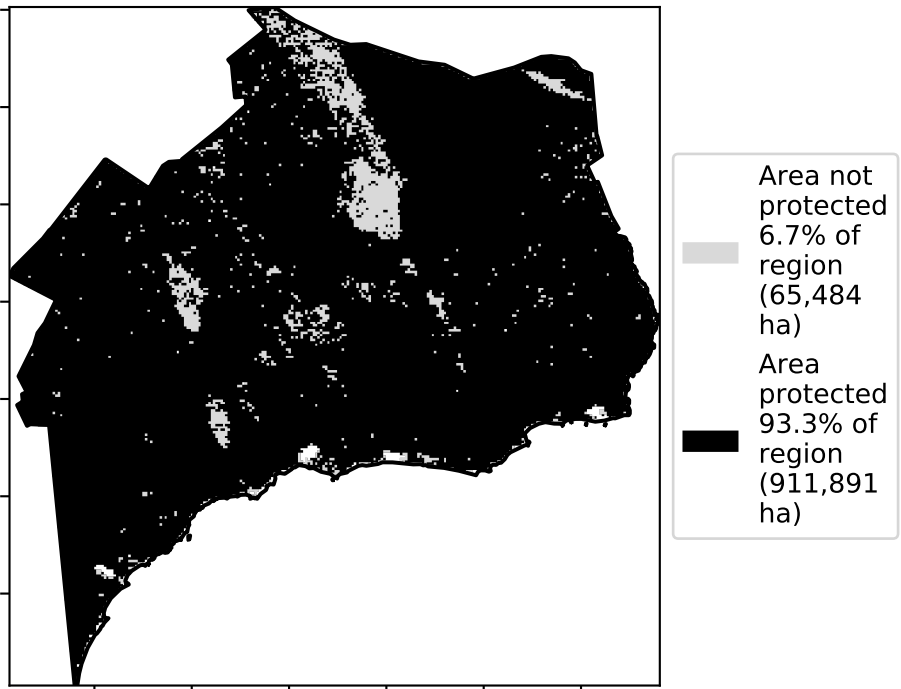 Area not
protected
6.7% of
region
(65,484
ha)
Area
protected
93.3% of
region
(911,891
ha)